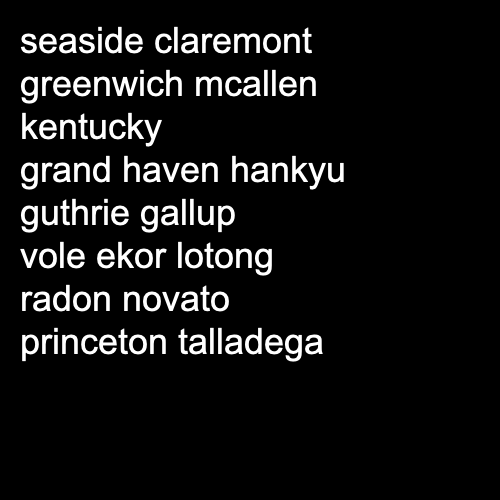 seaside claremont
greenwich mcallen
kentucky
grand haven hankyu
guthrie gallup
vole ekor lotong
radon novato
princeton talladega